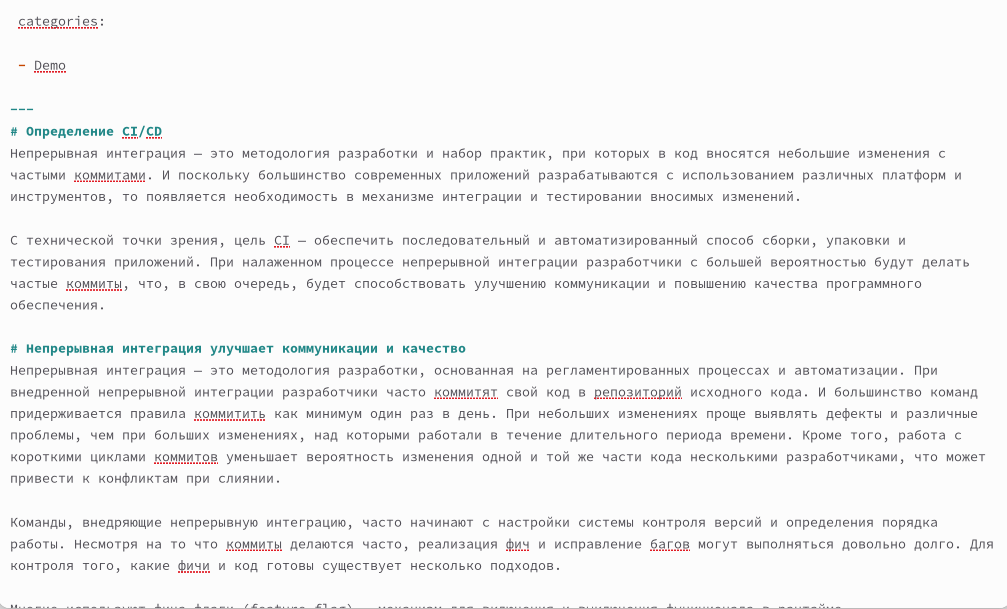 categories:
- Demo
---
# Определение CI/CD
Непрерывная интеграция — это методология разработки и набор практик, при которых в код вносятся небольшие изменения с
частыми коммитами. И поскольку большинство современных приложений разрабатываются с использованием различных платформ и
инструментов, то появляется необходимость в механизме интеграции и тестировании вносимых изменений.
С технической точки зрения, цель CI — обеспечить последовательный и автоматизированный способ сборки, упаковки и
тестирования приложений. При налаженном процессе непрерывной интеграции разработчики с большей вероятностью будут делать
частые коммиты, что, в свою очередь, будет способствовать улучшению коммуникации и повышению качества программного
обеспечения.
# Непрерывная интеграция улучшает коммуникации и качество
Непрерывная интеграция — это методология разработки, основанная на регламентированных процессах и автоматизации. При
внедренной непрерывной интеграции разработчики часто коммитят свой код в репозиторий исходного кода. И большинство команд
придерживается правила коммитить как минимум один раз в день. При небольших изменениях проще выявлять дефекты и различные
проблемы, чем при больших изменениях, над которыми работали в течение длительного периода времени. Кроме того, работа с
короткими циклами коммитов уменьшает вероятность изменения одной и той же части кода несколькими разработчиками, что может
привести к конфликтам при слиянии.
Команды, внедряющие непрерывную интеграцию, часто начинают с настройки системы контроля версий и определения порядка
работы. Несмотря на то что коммиты делаются часто, реализация фич и исправление багов могут выполняться довольно долго. Для
контроля того, какие фичи и код готовы существует несколько подходов.